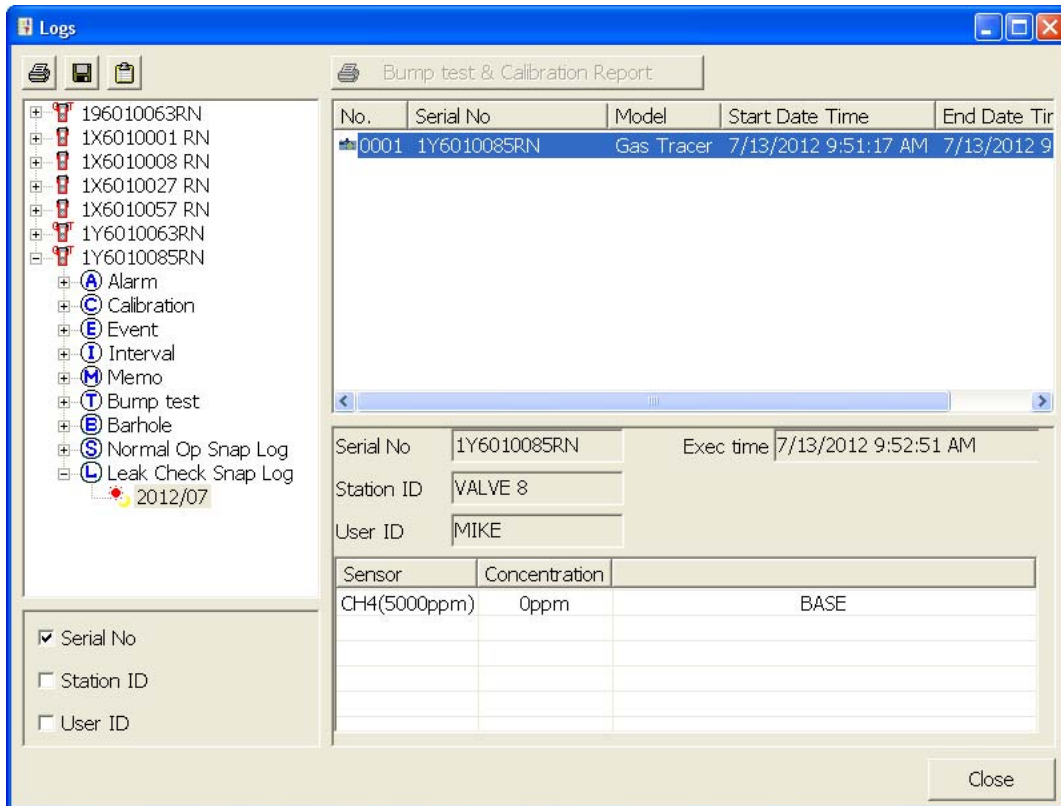 Logs
Bump test & Calibration Report
196010063RN
1X6010001 RN
1X6010008 RN
1X6010027 RN
1X6010057 RN
1Y6010063RN
1Y6010085RN
A Alarm
C Calibration
E Event
I Interval
M Memo
T Bump test
B Barhole
S Normal Op Snap Log
L Leak Check Snap Log
2012/07
Serial No
Station ID
User ID
No. Serial No Model Start Date Time End Date Tir
0001 1Y6010085RN Gas Tracer 7/13/2012 9:51:17 AM 7/13/2012 9
Serial No 1Y6010085RN Exec time 7/13/2012 9:52:51 AM
Station ID VALVE 8
User ID MIKE
Sensor Concentration
CH4(5000ppm) 0ppm BASE
Close